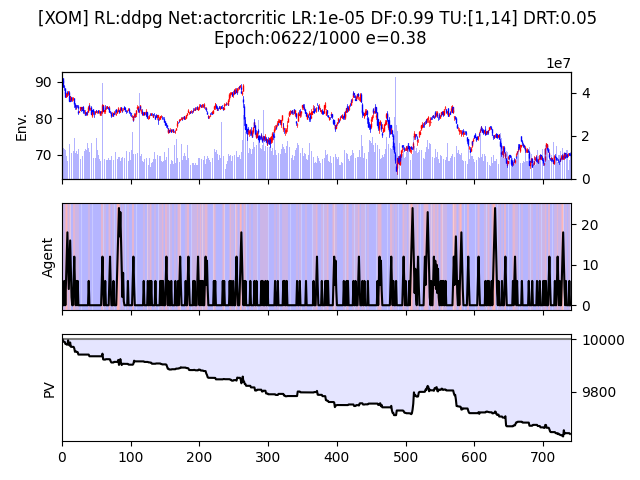 [XOM] RL:ddpg Net:actorcritic LR:1e-05 DF:0.99 TU:[1,14] DRT:0.05
Epoch:0622/1000 e=0.38
1e7
Env.
90
80
70
4
2
0
Agent
20
10
0
PV
10000
9800
0 100 200 300 400 500 600 700